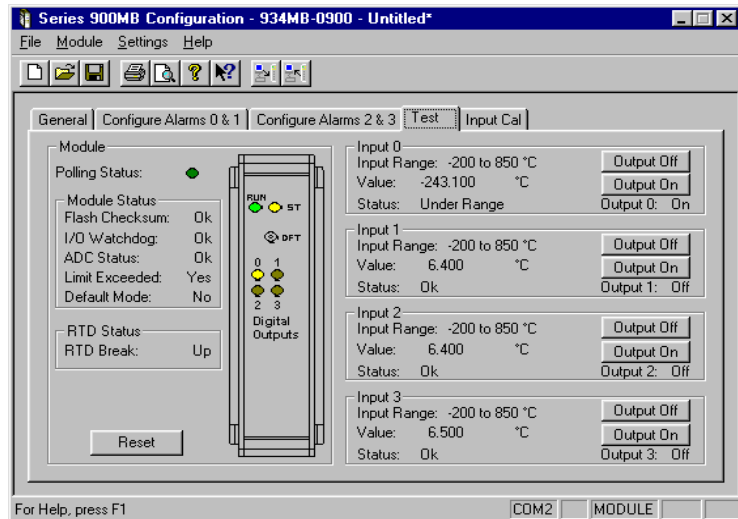 Series 900MB Configuration - 934MB-0900 - Untitled*
File Module Settings Help
General Configure Alarms 0 & 1 Configure Alarms 2 & 3 Test Input Cal
Module
Polling Status:
Module Status
Flash Checksum: Ok
I/O Watchdog: Ok
ADC Status: Ok
Limit Exceeded: Yes
Default Mode: No
RTD Status
RTD Break: Up
Reset
RUN ST
DFT
0 1
2 3
Digital
Outputs
Input 0
Input Range: -200 to 850 °C Output Off
Value: -243.100 °C Output On
Status: Under Range Output 0: On
Input 1
Input Range: -200 to 850 °C Output Off
Value: 6.400 °C Output On
Status: Ok Output 1: Off
Input 2
Input Range: -200 to 850 °C Output Off
Value: 6.400 °C Output On
Status: Ok Output 2: Off
Input 3
Input Range: -200 to 850 °C Output Off
Value: 6.500 °C Output On
Status: Ok Output 3: Off
For Help, press F1 COM2 MODULE